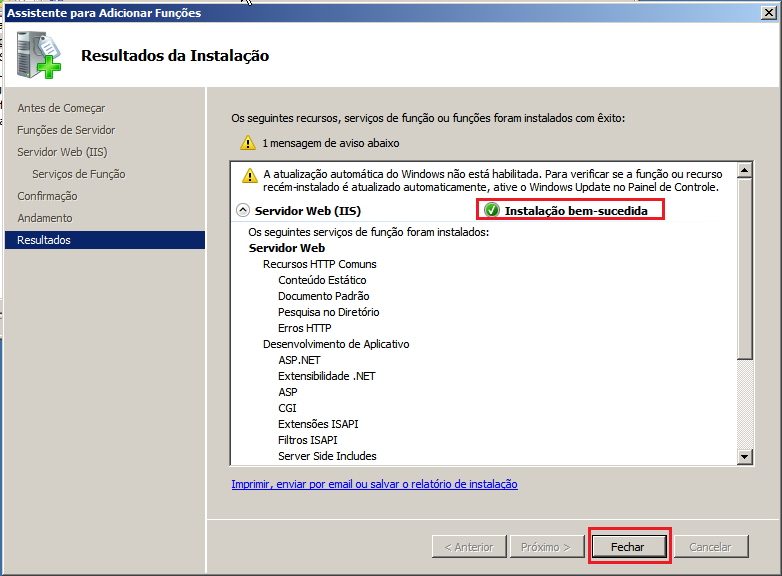 Assistente para Adicionar Funções
Resultados da Instalação
Antes de Começar
Funções de Servidor
Servidor Web (IIS)
Serviços de Função
Confirmação
Andamento
Resultados
Os seguintes recursos, serviços de função ou funções foram instalados com êxito:
1 mensagem de aviso abaixo
A atualização automática do Windows não está habilitada. Para verificar se a função ou recurso
recém-instalado é atualizado automaticamente, ative o Windows Update no Painel de Controle.
Servidor Web (IIS) Instalação bem-sucedida
Os seguintes serviços de função foram instalados:
Servidor Web
Recursos HTTP Comuns
Conteúdo Estático
Documento Padrão
Pesquisa no Diretório
Erros HTTP
Desenvolvimento de Aplicativo
ASP.NET
Extensibilidade .NET
ASP
CGI
Extensões ISAPI
Filtros ISAPI
Server Side Includes
Imprimir, enviar por email ou salvar o relatório de instalação
< Anterior Próximo > Fechar Cancelar